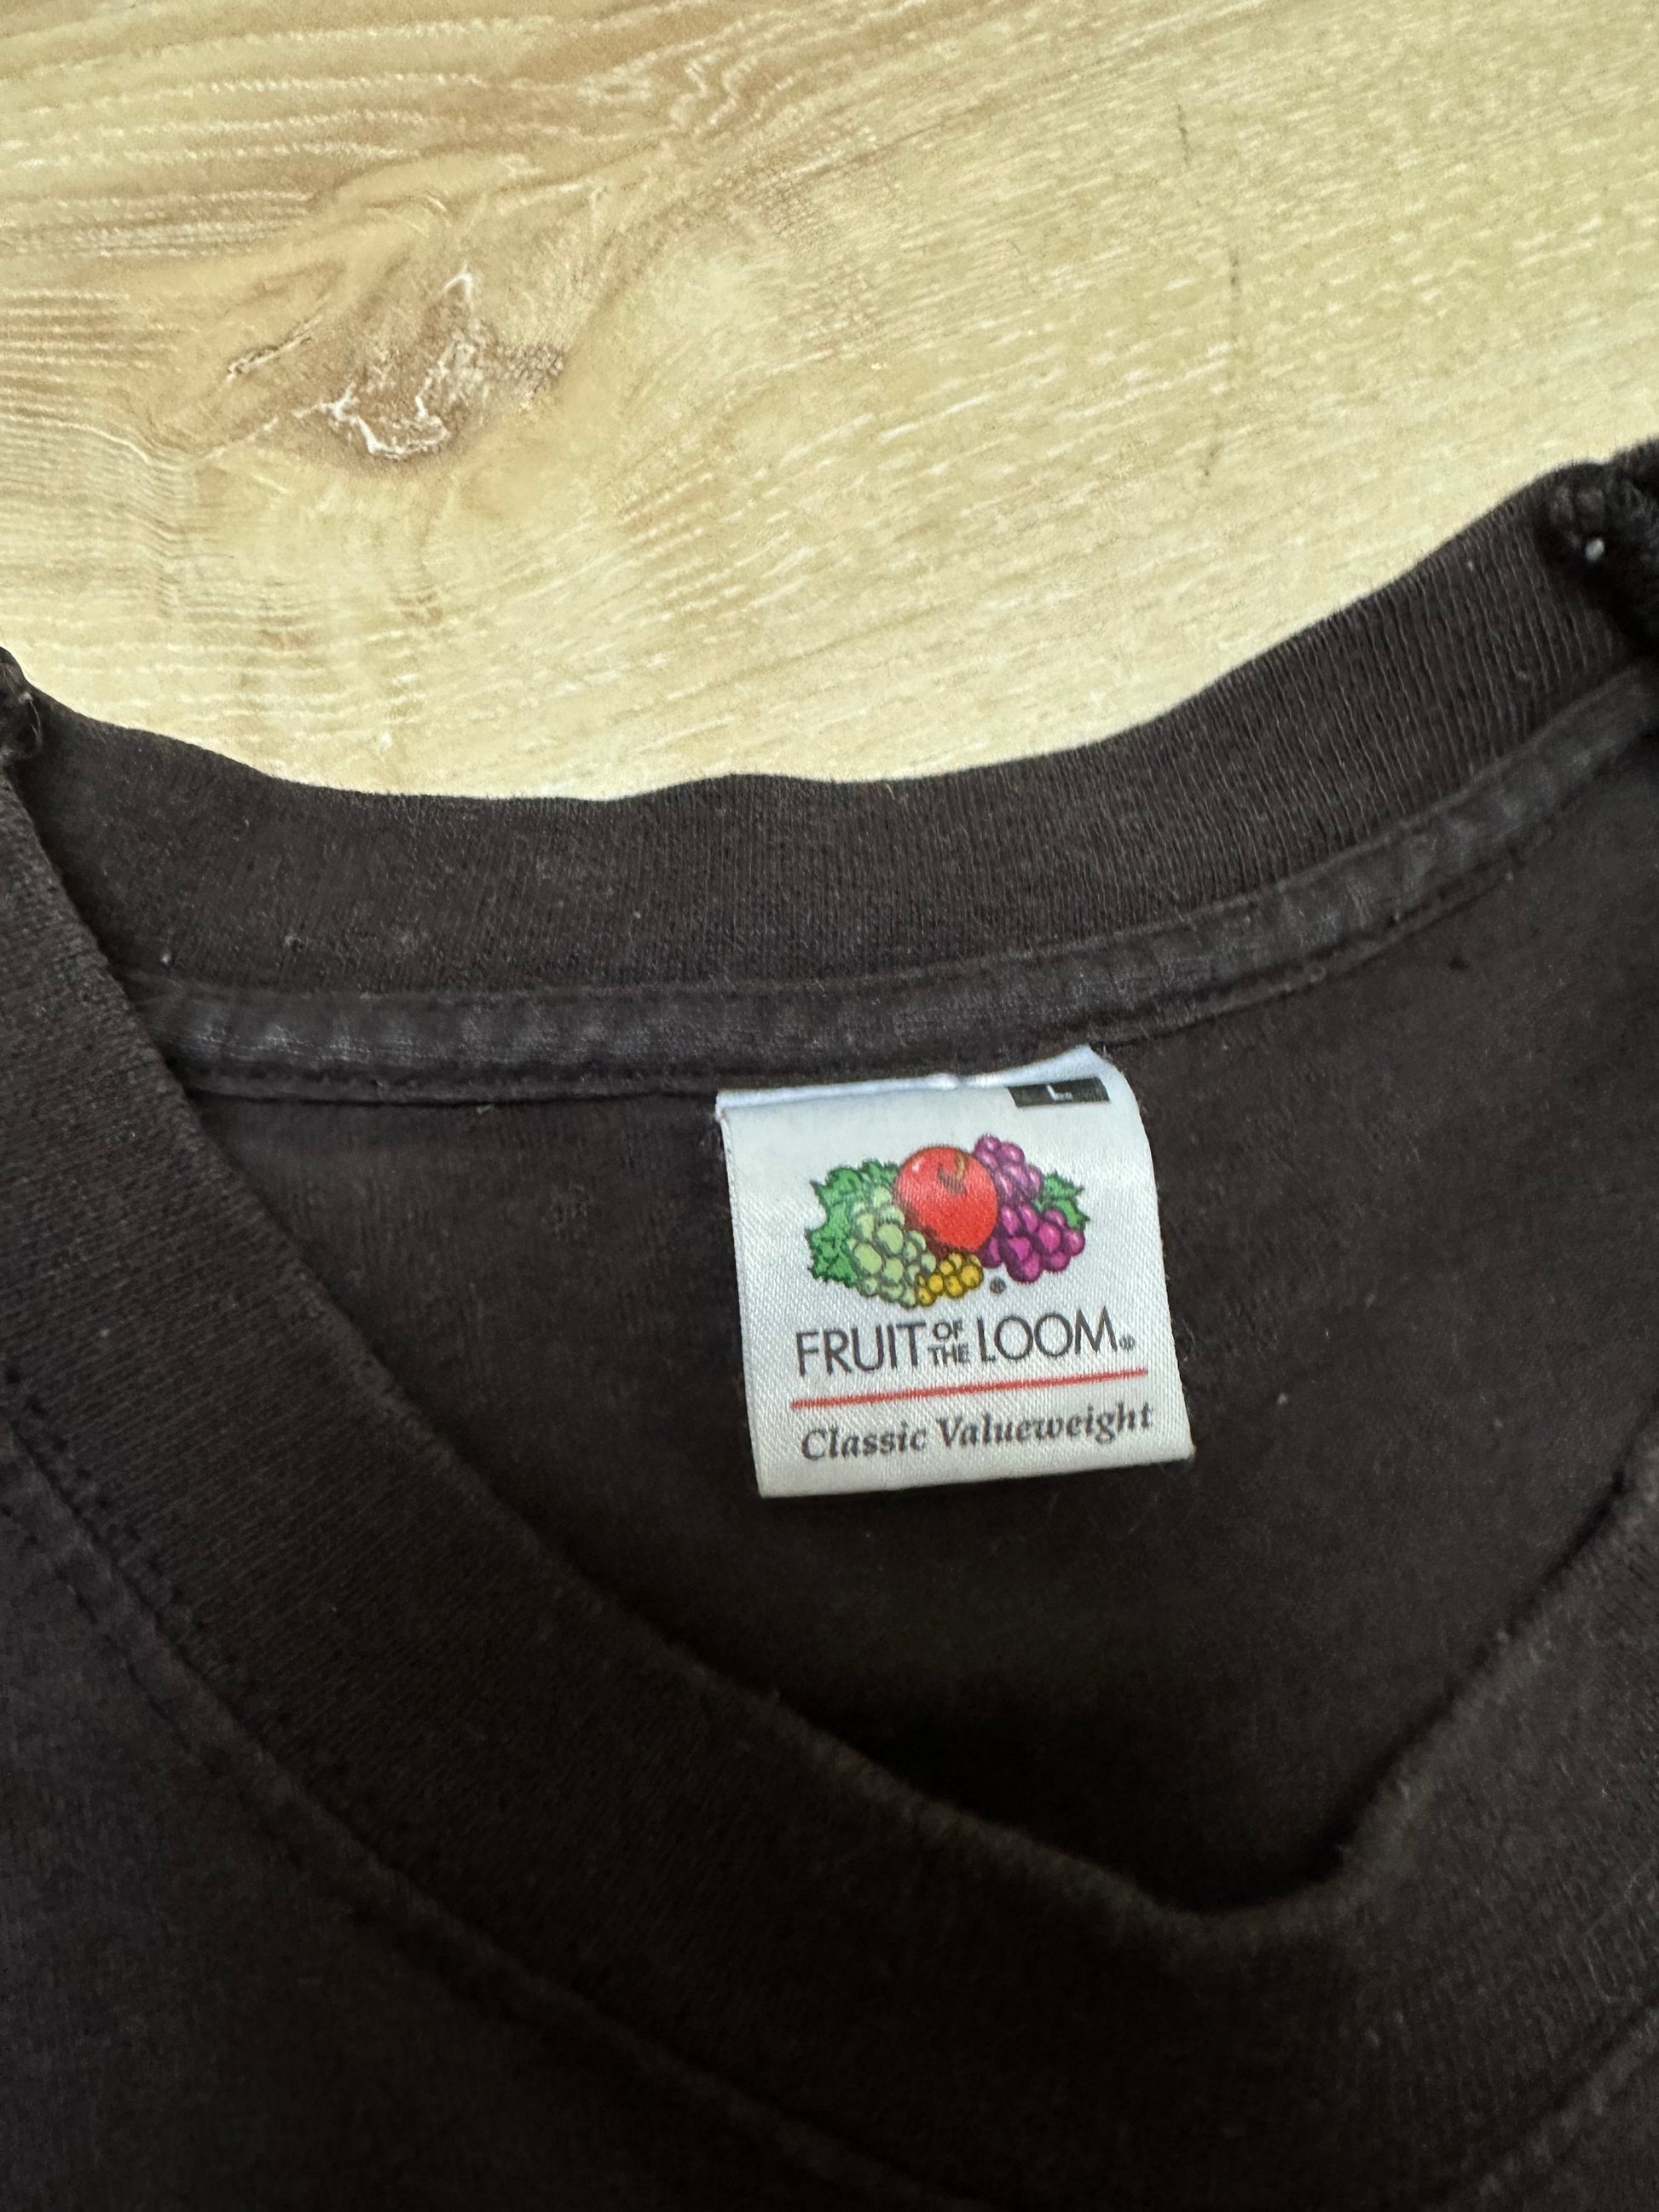 L
FRUIT OF THE LOOM®
Classic Valueweight